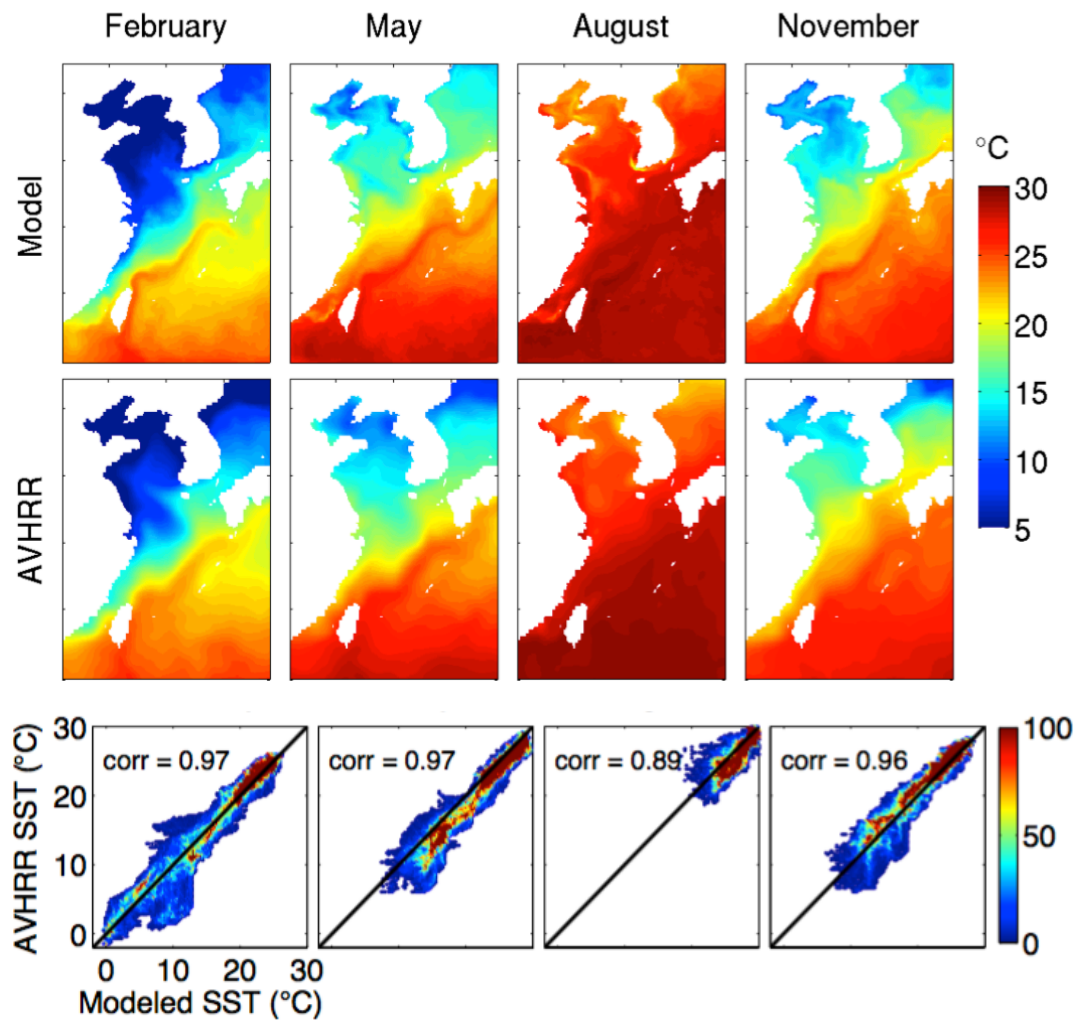 February May August November
Model
°C
30
25
20
15
10
5
AVHRR
AVHRR SST (°C)
30
20
10
0
corr = 0.97
corr = 0.97
corr = 0.89
corr = 0.96
100
50
0
0 10 20 30
Modeled SST (°C)